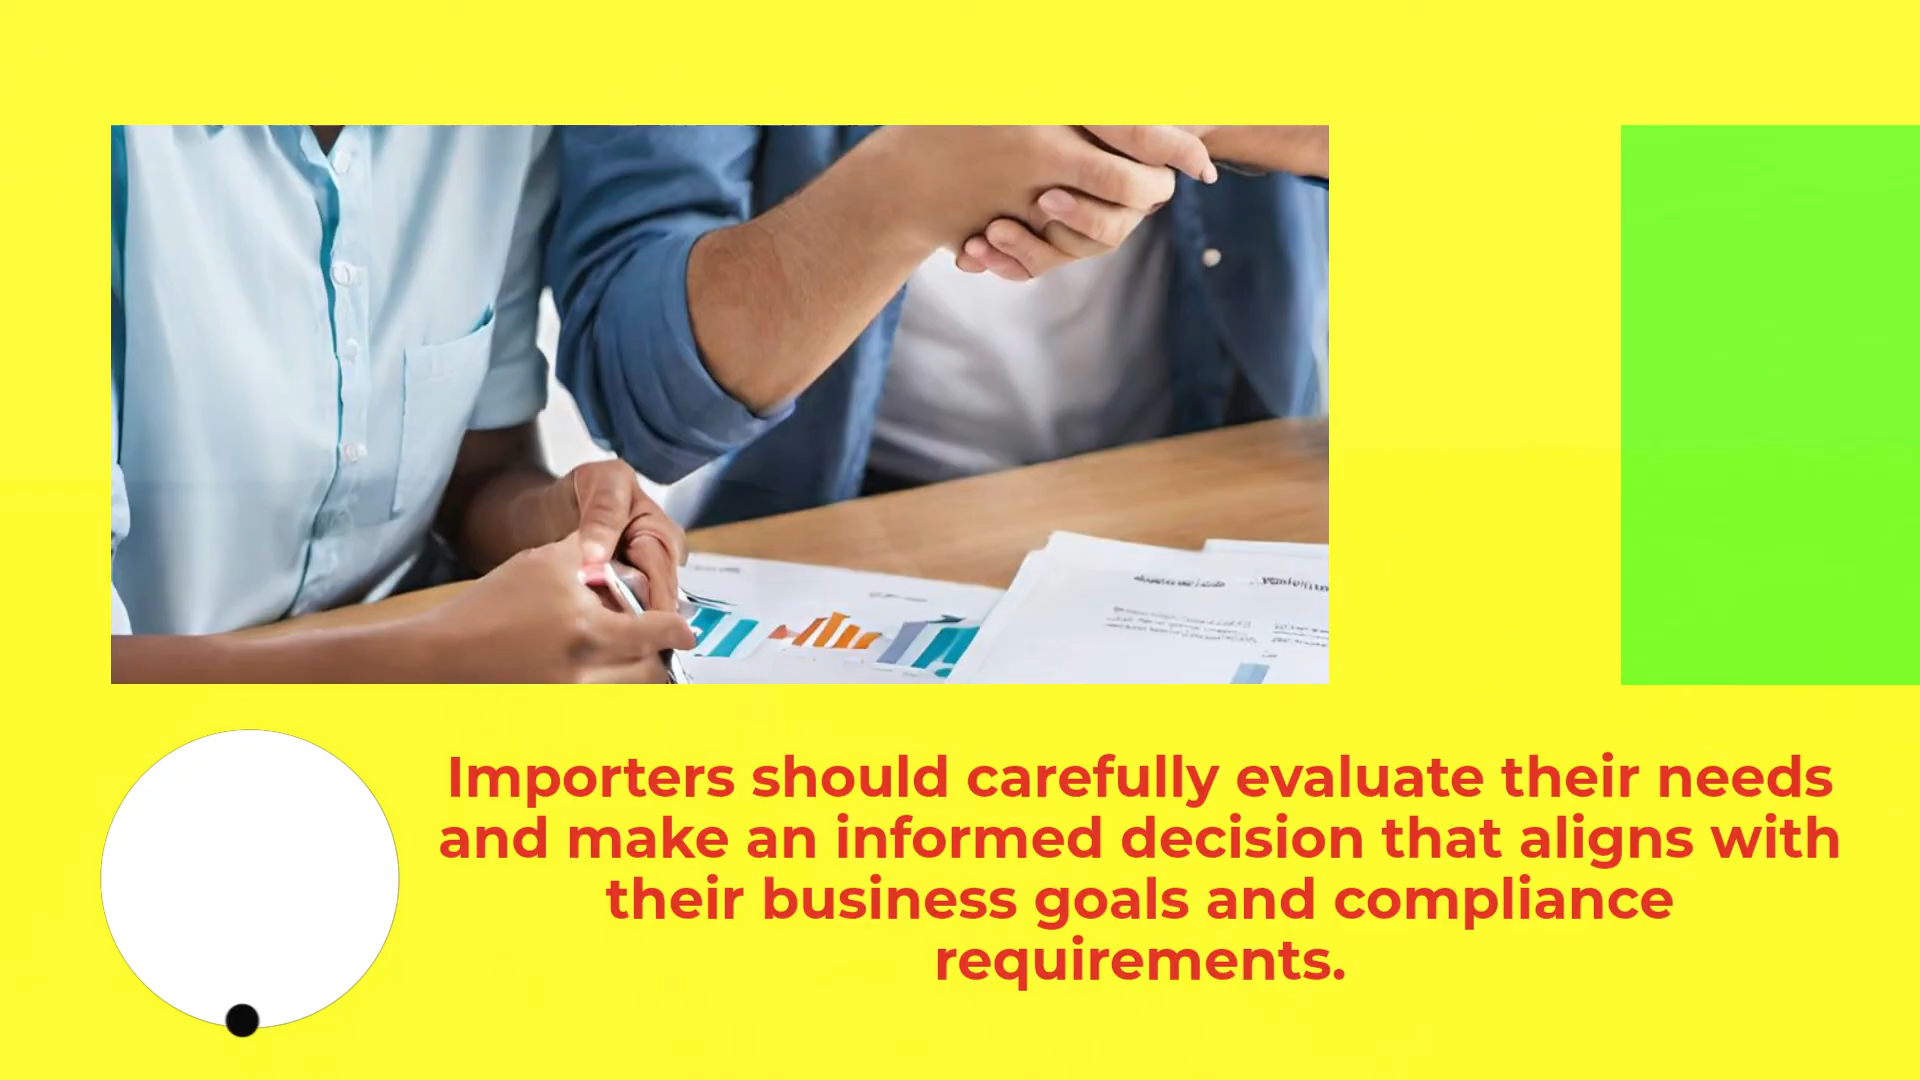 Importers should carefully evaluate their needs
and make an informed decision that aligns with
their business goals and compliance
requirements.